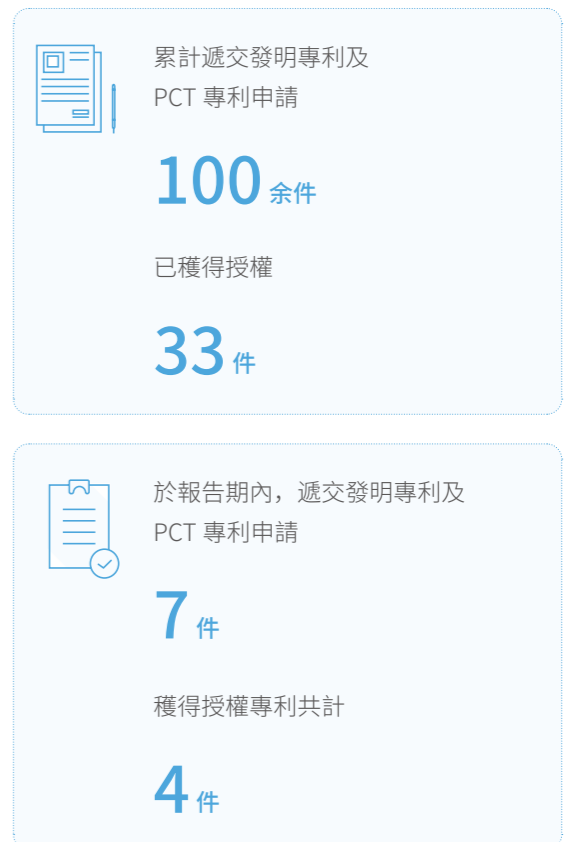 累計遞交發明專利及
PCT 專利申請
100 余件
已獲得授權
33 件
於報告期內，遞交發明專利及
PCT 專利申請
7 件
獲得授權專利共計
4 件